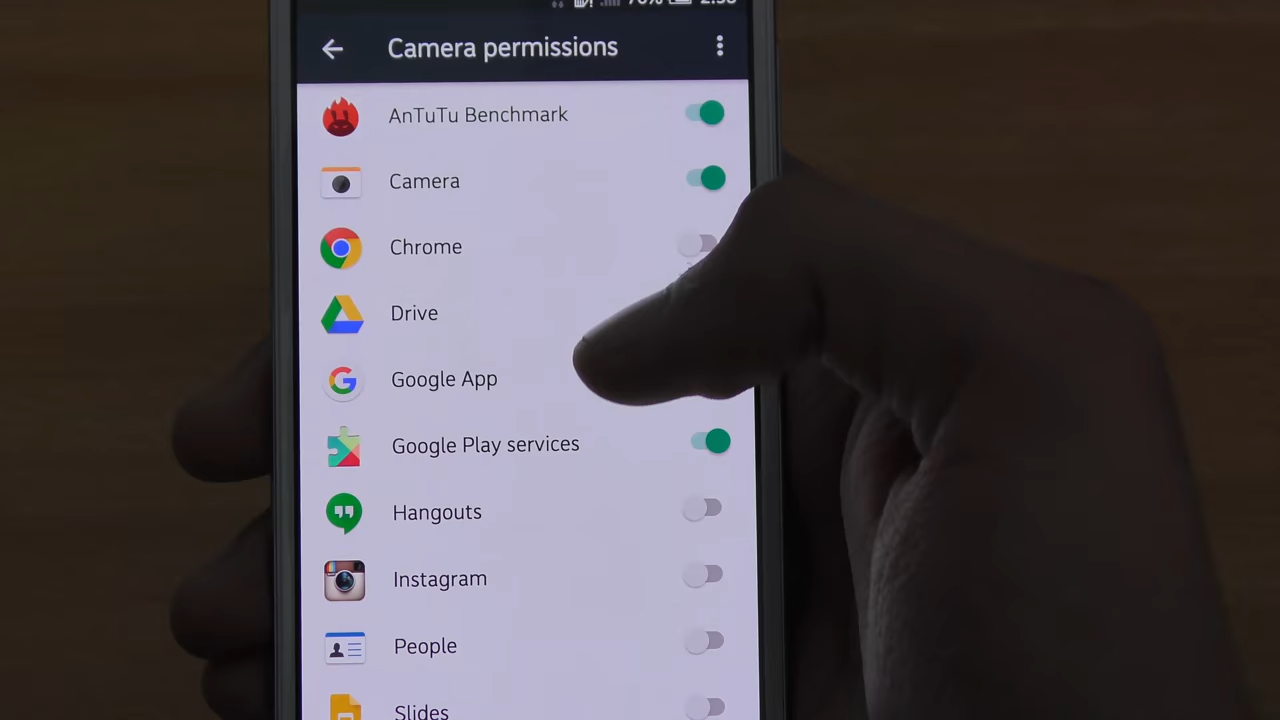 Camera permissions
AnTuTu Benchmark
Camera
Chrome
Drive
Google App
Google Play services
Hangouts
Instagram
People
Slides